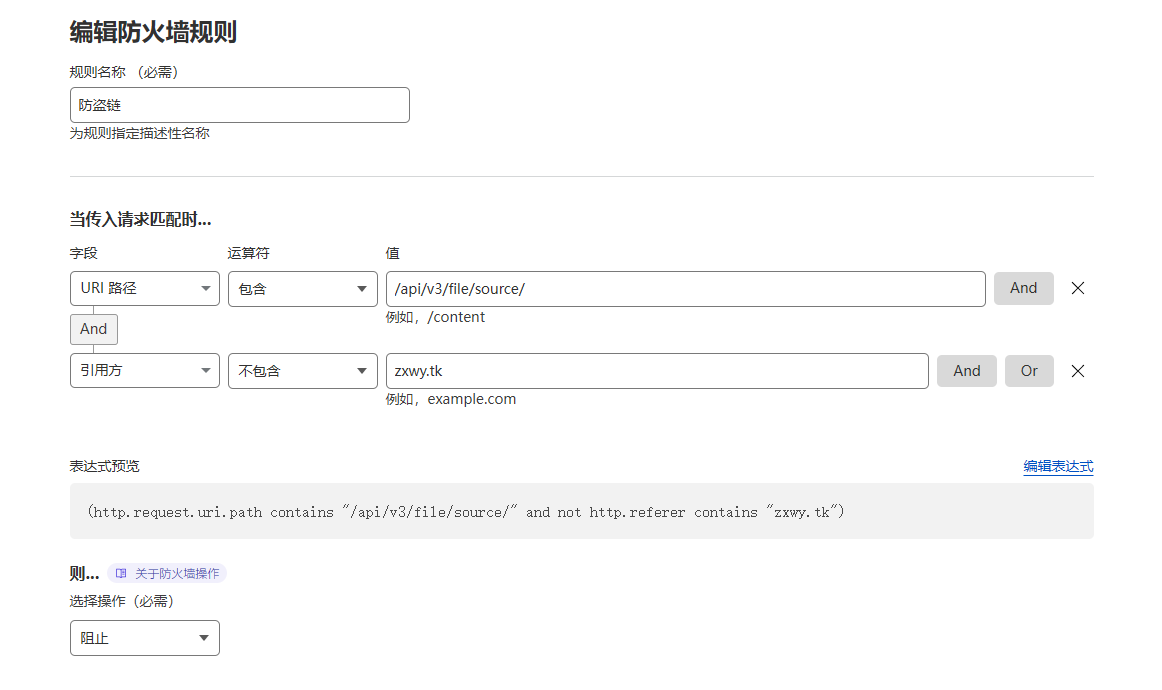 编辑防火墙规则
规则名称 （必需）
防盗链
为规则指定描述性名称
当传入请求匹配时...
字段 运算符 值
URI 路径 包含 /api/v3/file/source/ And
例如，/content
And
引用方 不包含 zxwy.tk And Or
例如，example.com
表达式预览 编辑表达式
(http.request.uri.path contains "/api/v3/file/source/" and not http.referer contains "zxwy.tk")
则... 关于防火墙操作
选择操作（必需）
阻止